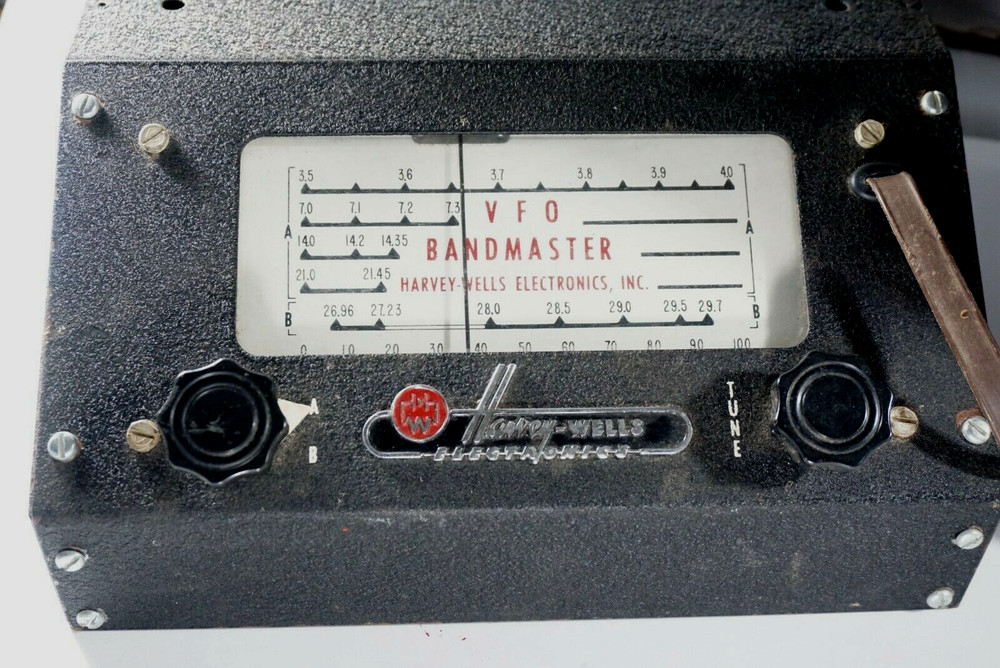 3.5 3.6 3.7 3.8 3.9 4.0
7.0 7.1 7.2 7.3 VFO
A A
14.0 14.2 14.35 BANDMASTER
21.0 21.45 HARVEY-WELLS ELECTRONICS, INC.
B 26.96 27.23 28.0 28.5 29.0 29.5 29.7 B
0 10 20 30 40 50 60 70 80 90 100
A
B
HW
Harvey-WELLS
ELECTRONICS
TUNE